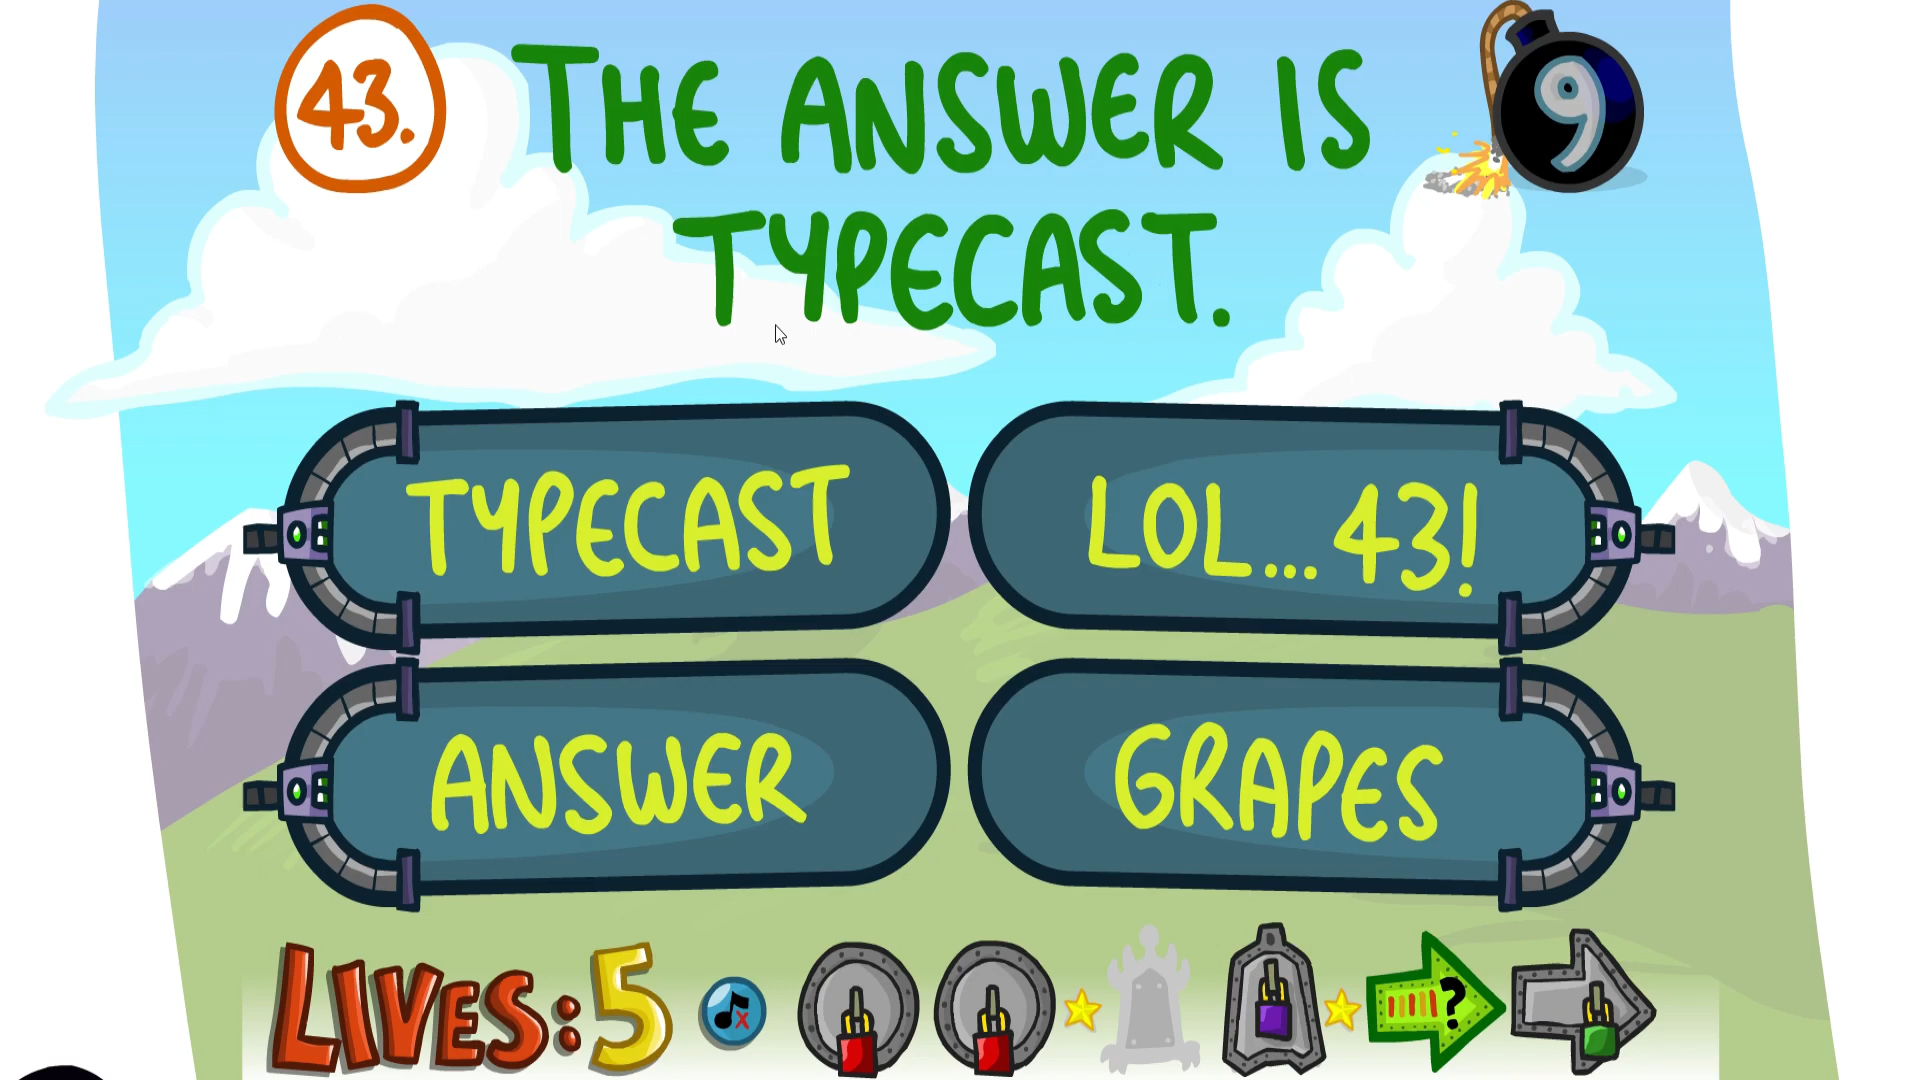 43.
THE ANSWER IS
TYPECAST.
9
TYPECAST
LOL...43!
ANSWER
GRAPES
LIVES: 5
?